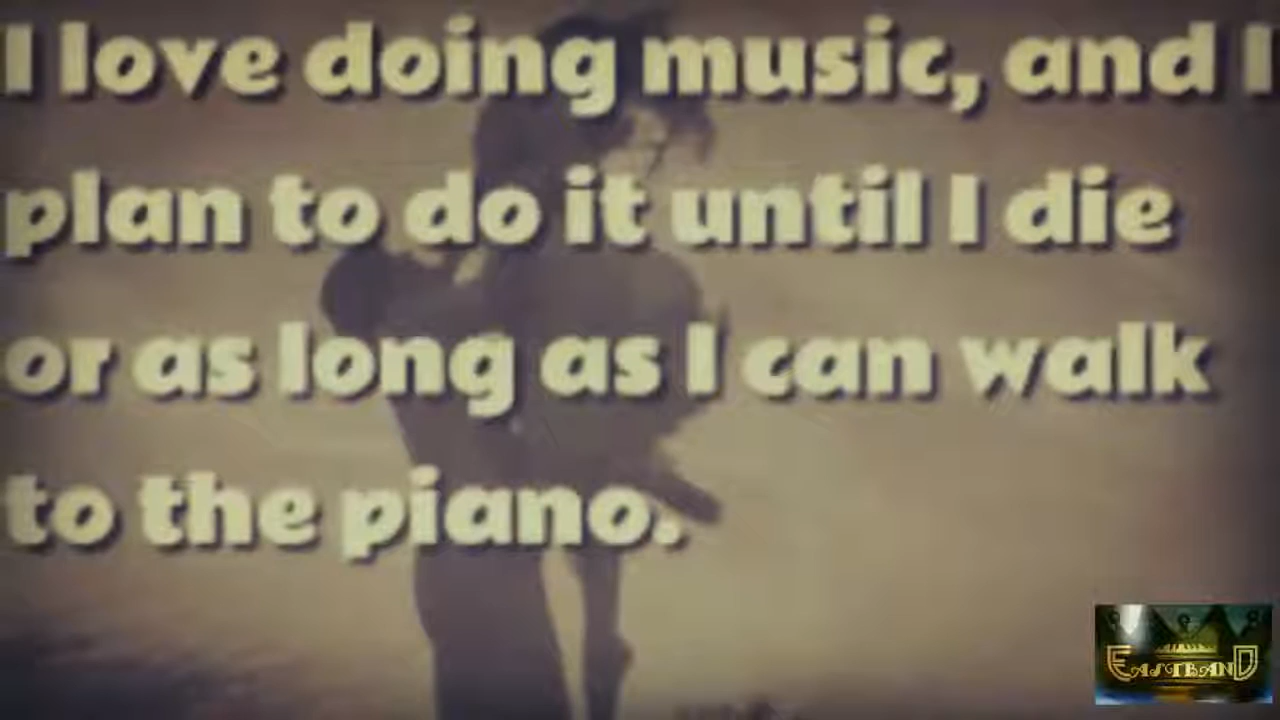 I love doing music, and I
plan to do it until I die
or as long as I can walk
to the piano.
EASTBAND